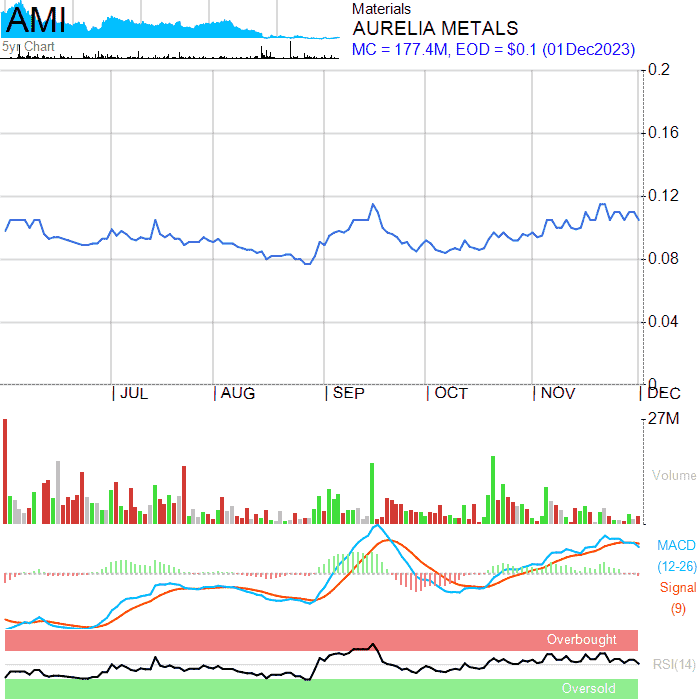 AMI
5yr Chart
Materials
AURELIA METALS
MC = 177.4M, EOD = $0.1 (01Dec2023)
0.2
0.16
0.12
0.08
0.04
0
JUL
AUG
SEP
OCT
NOV
DEC
27M
Volume
MACD
(12-26)
Signal
(9)
Overbought
RSI(14)
Oversold